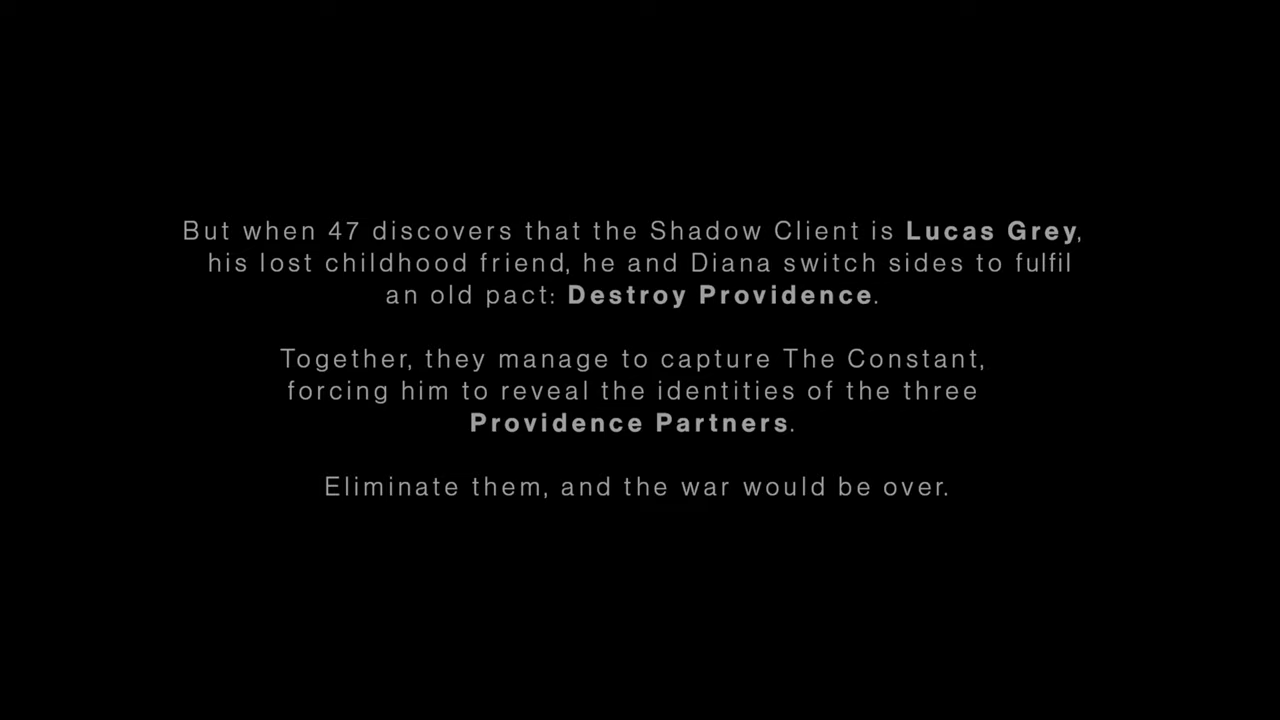 But when 47 discovers that the Shadow Client is Lucas Grey,
his lost childhood friend, he and Diana switch sides to fulfil
an old pact: Destroy Providence.
Together, they manage to capture The Constant,
forcing him to reveal the identities of the three
Providence Partners.
Eliminate them, and the war would be over.